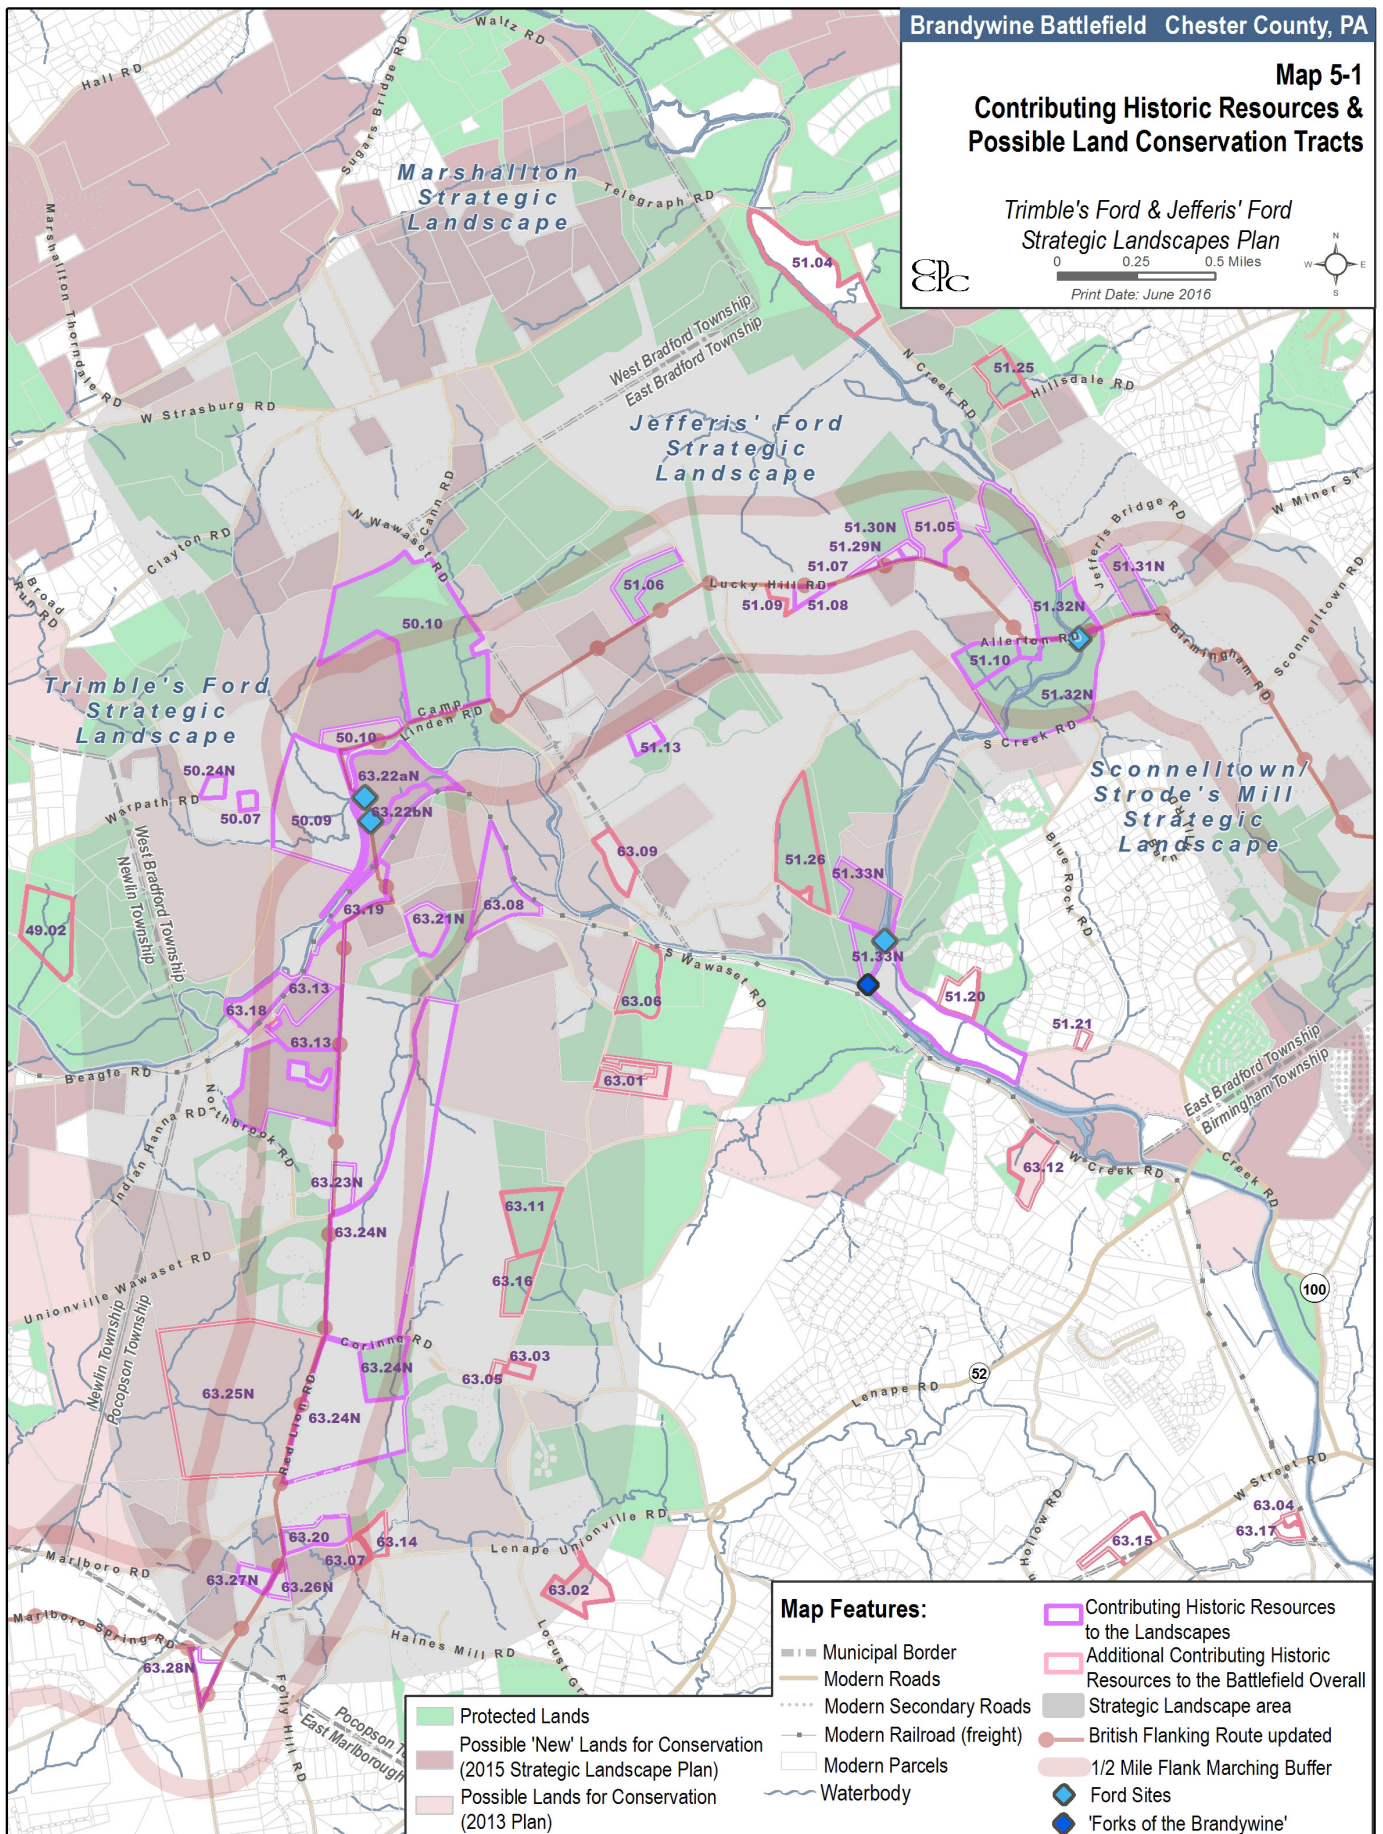 Brandywine Battlefield Chester County, PA
Map 5-1
Contributing Historic Resources &
Possible Land Conservation Tracts
Trimble's Ford & Jefferis' Ford
Strategic Landscapes Plan
0 0.25 0.5 Miles
Print Date: June 2016
N
W E
S
Waltz RD
Hall RD
Sugars Bridge RD
Marshallton
Strategic
Landscape
Telegraph RD
51.04
Marshallton Thorndale RD
West Bradford Township
East Bradford Township
N Creek RD
51.25
Hillsdale RD
W Strasburg RD
Jefferis' Ford
Strategic
Landscape
Cann RD
N Wawaset RD
Clayton RD
W Miner ST
Jefferis Bridge RD
Broad
Run RD
51.30N
51.05
51.29N
51.07
51.31N
51.06
Lucky Hill RD
51.09
51.08
51.32N
Sconnelltown RD
50.10
Allerton RD
51.10
Birmingham RD
Trimble's Ford
Strategic
Landscape
51.32N
Camp
Linden RD
50.10
51.13
S Creek RD
Sconnelltown/
Strode's Mill
Strategic
Landscape
50.24N
63.22aN
Warpath RD
50.07
50.09
63.22bN
Blue Rock RD
Barn
Hill RD
West Bradford Township
Newlin Township
63.09
51.26
51.33N
49.02
63.19
63.21N
63.08
51.33N
S Wawaset RD
63.13
63.18
63.06
51.20
51.21
63.13
Beagle RD
63.01
East Bradford Township
Birmingham Township
Northbrook RD
Indian Hanna RD
63.12
W Creek RD
Creek RD
63.23N
63.11
63.24N
Unionville Wawaset RD
63.16
100
Newlin Township
Pocopson Township
Corinne RD
63.03
63.24N
63.05
52
63.25N
Lenape RD
63.24N
Red Lion RD
W Street RD
63.04
63.17
63.20
63.14
Lenape Unionville RD
63.15
Hollow RD
Marlboro RD
63.07
63.27N
63.26N
63.02
Marlboro Spring RD
Haines Mill RD
Locust Gr
63.28N
Folly Hill RD
Pocopson T
East Marlborough
Map Features:
Municipal Border
Modern Roads
Modern Secondary Roads
Modern Railroad (freight)
Modern Parcels
Waterbody
Contributing Historic Resources
to the Landscapes
Additional Contributing Historic
Resources to the Battlefield Overall
Strategic Landscape area
British Flanking Route updated
1/2 Mile Flank Marching Buffer
Ford Sites
'Forks of the Brandywine'
Protected Lands
Possible 'New' Lands for Conservation
(2015 Strategic Landscape Plan)
Possible Lands for Conservation
(2013 Plan)